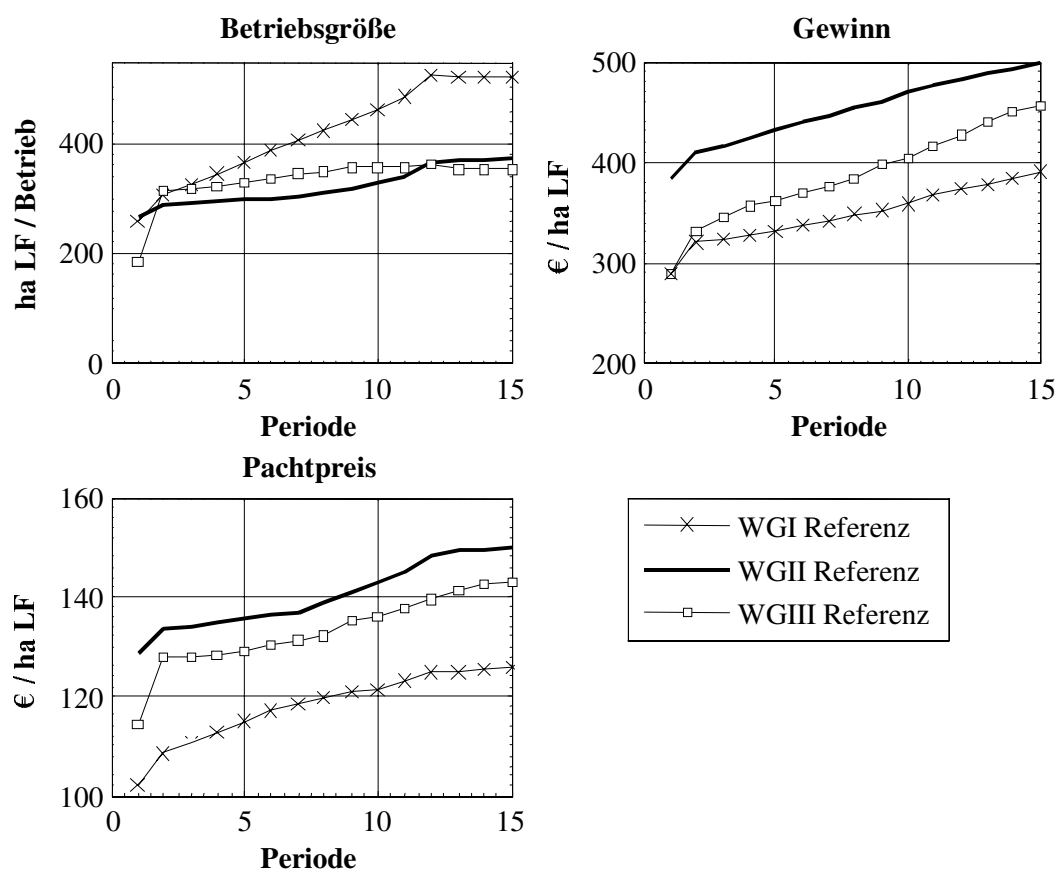 Betriebsgröße
ha LF / Betrieb
400
200
0
0 5 10 15
Periode
Gewinn
€ / ha LF
500
400
300
200
0 5 10 15
Periode
Pachtpreis
€ / ha LF
160
140
120
100
0 5 10 15
Periode
WGI Referenz
WGII Referenz
WGIII Referenz